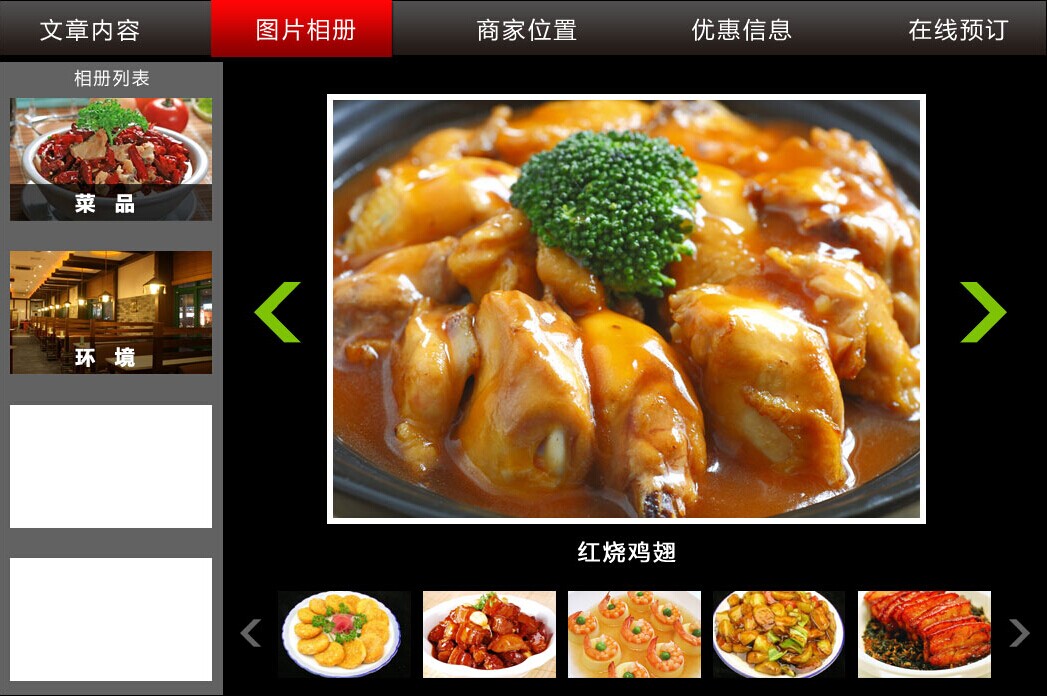 文章内容
图片相册
商家位置
优惠信息
在线预订
相册列表
菜 品
环 境
红烧鸡翅